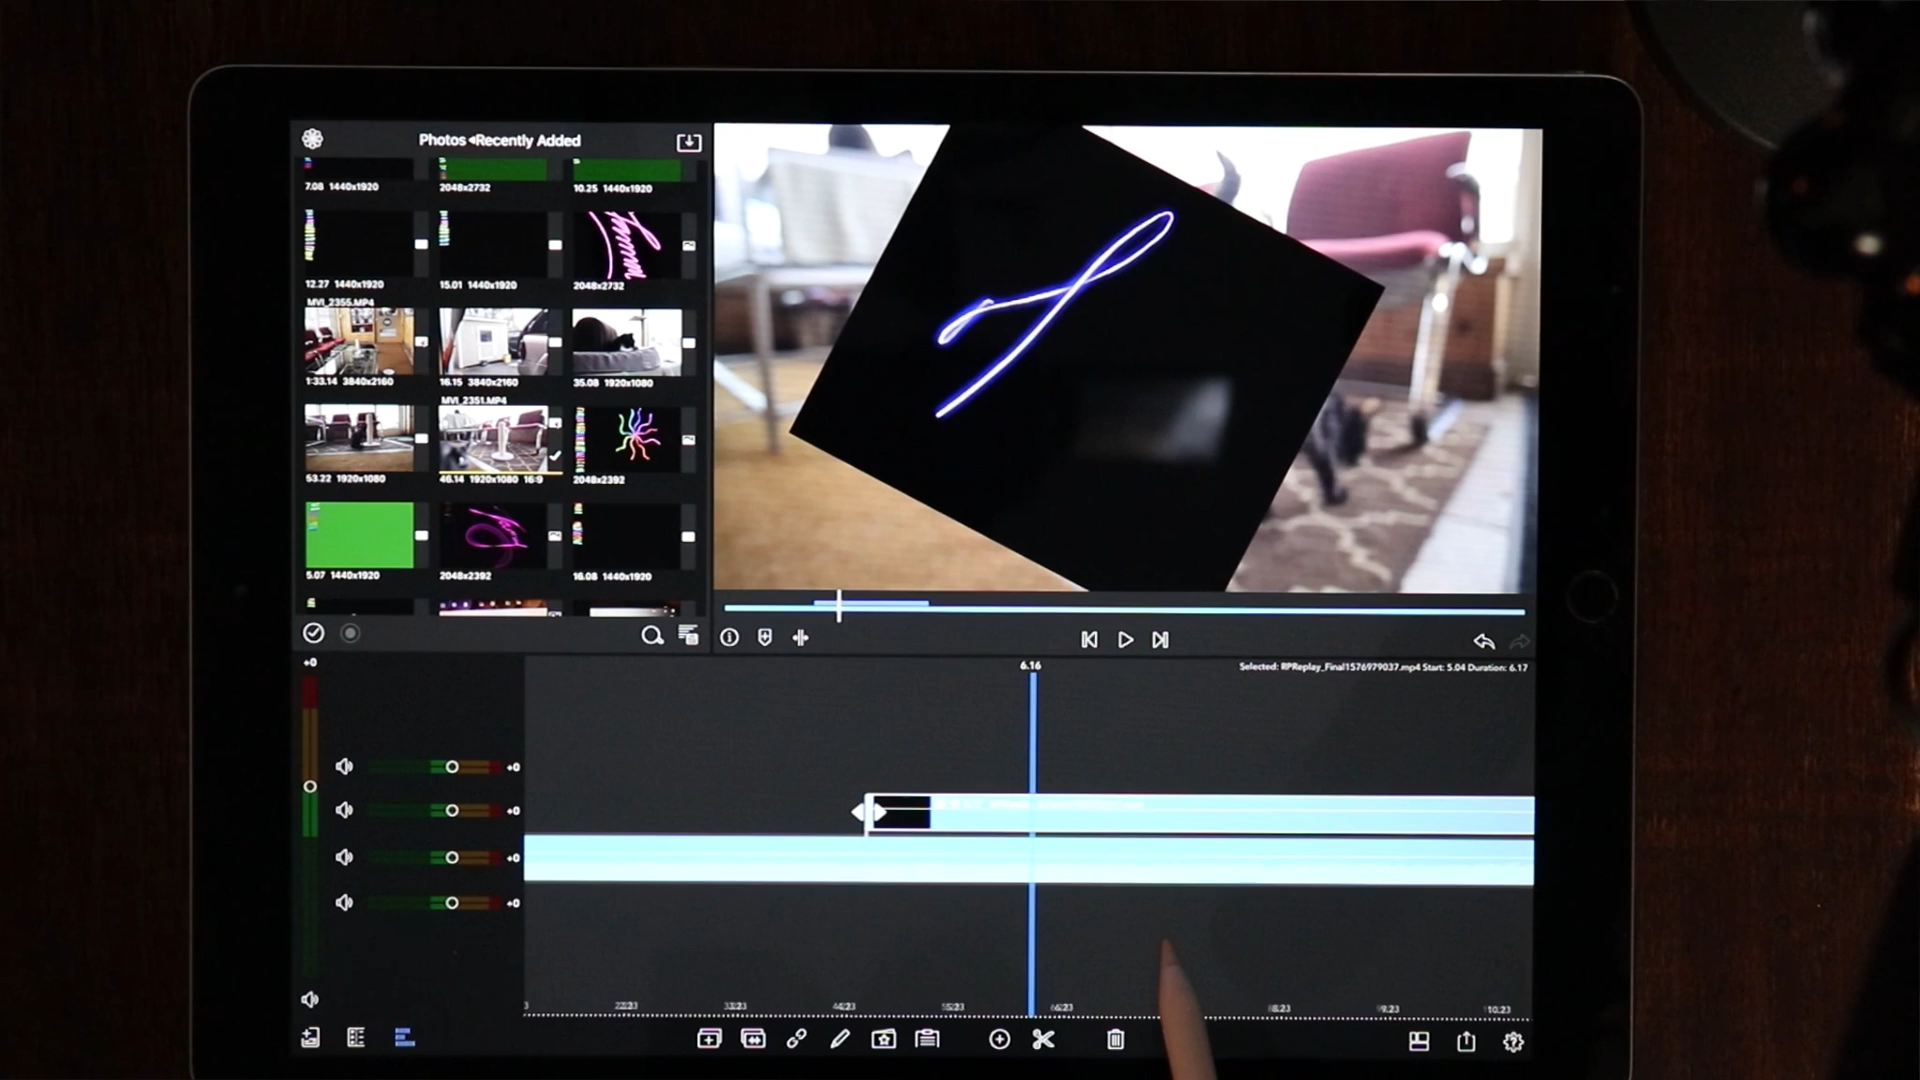 Photos ◂Recently Added
7.08 1440x1920
2048x2732
10.25 1440x1920
12.27 1440x1920
15.01 1440x1920
2048x2732
MVI_2355.MP4
1:33.14 3840x2160
16.15 3840x2160
35.08 1920x1080
MVI_2351.MP4
53.22 1920x1080
46.14 1920x1080 16:9
2048x2392
5.07 1440x1920
2048x2392
16.08 1440x1920
+0
6.16
Selected: RPReplay_Final1576979037.mp4 Start: 5.04 Duration: 6.17
+0
+0
+0
+0
10.23